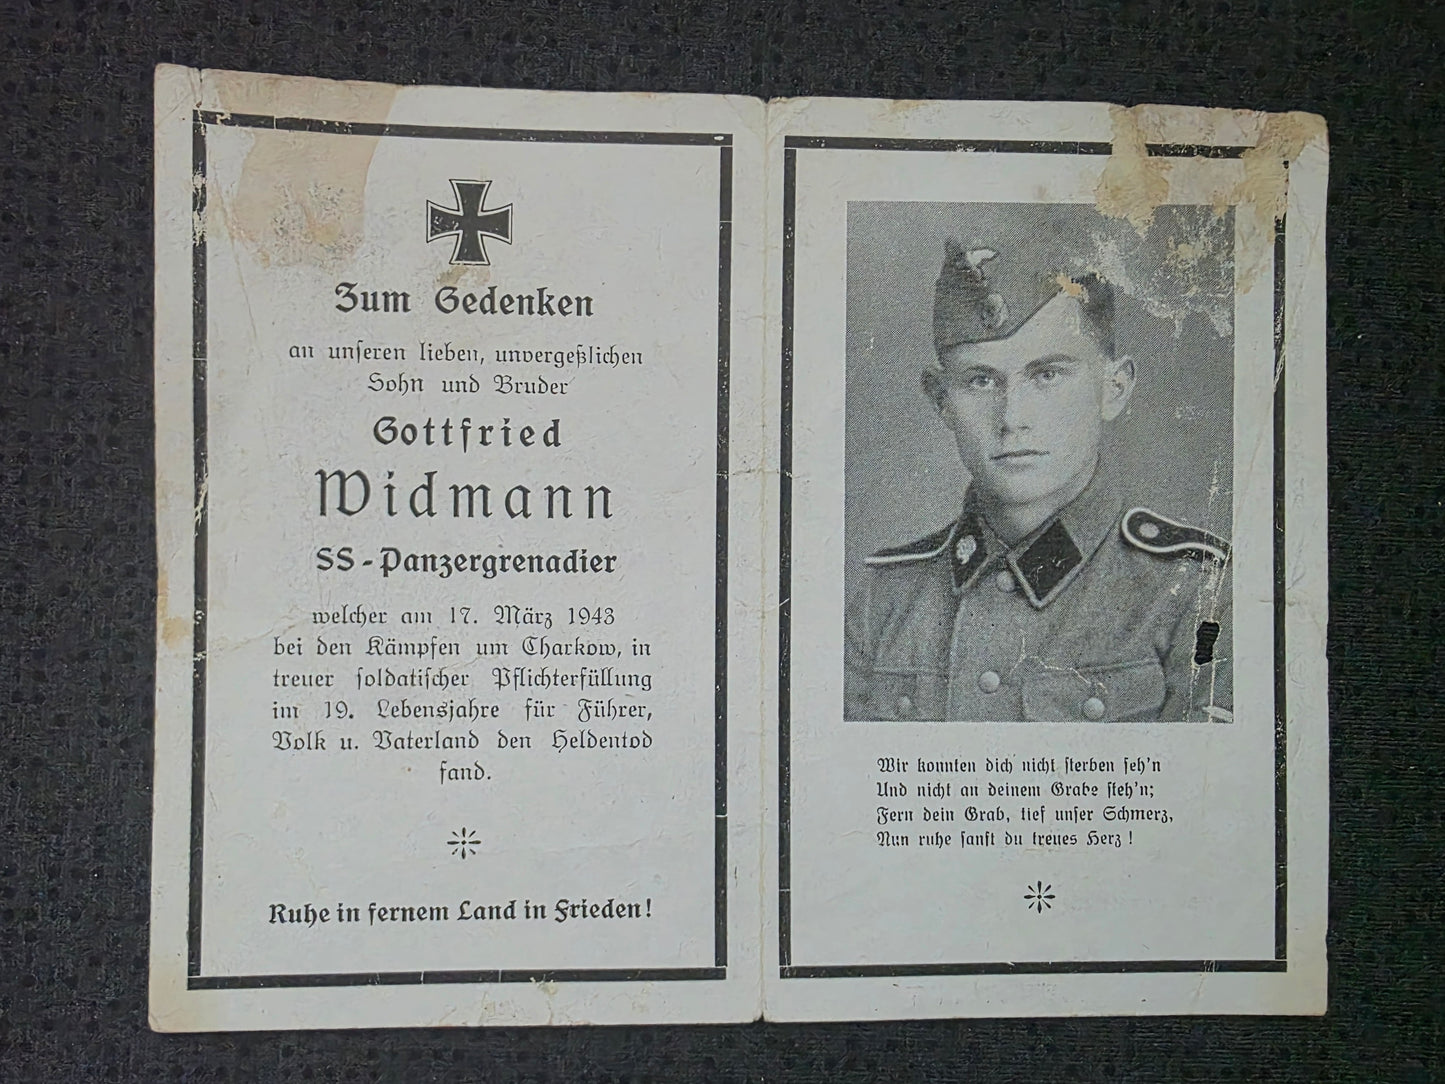 Zum Gedenken
an unseren lieben, unvergeßlichen
Sohn und Bruder
Gottfried
Widmann
SS-Panzergrenadier
welcher am 17. März 1943
bei den Kämpfen um Charkow, in
treuer soldatischer Pflichterfüllung
im 19. Lebensjahre für Führer,
Volk u. Vaterland den Heldentod
fand.
Ruhe in fernem Land in Frieden!
Wir konnten dich nicht sterben seh'n
Und nicht an deinem Grabe steh'n;
Fern dein Grab, tief unser Schmerz,
Nun ruhe sanft du treues Herz!